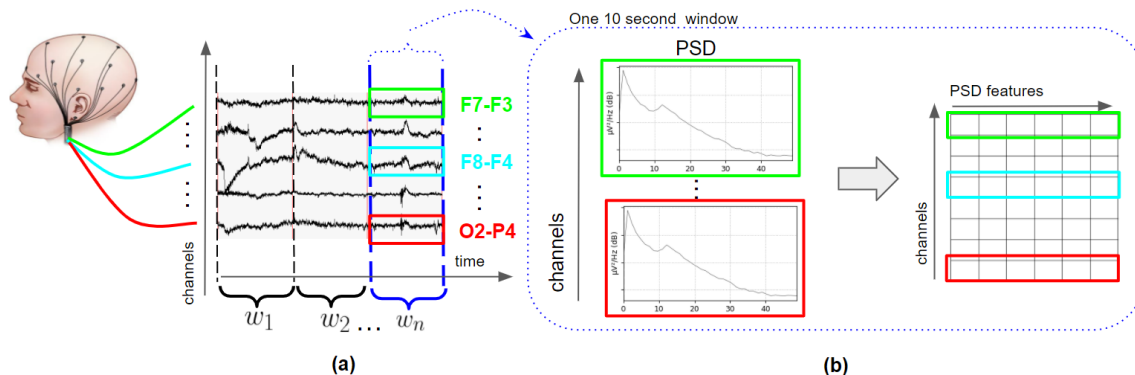 channels
F7-F3
F8-F4
O2-P4
time
w1
w2 ... wn
(a)
One 10 second window
PSD
channels
μV²/Hz (dB)
0 10 20 30 40
μV²/Hz (dB)
0 10 20 30 40
PSD features
channels
(b)